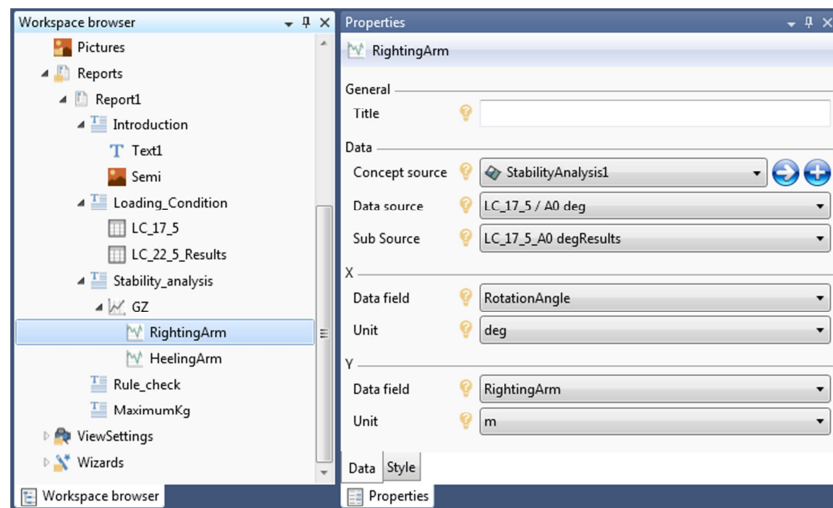 Workspace browser
Pictures
Reports
Report1
Introduction
Text1
Semi
Loading_Condition
LC_17_5
LC_22_5_Results
Stability_analysis
GZ
RightingArm
HeelingArm
Rule_check
MaximumKg
ViewSettings
Wizards
Workspace browser
Properties
RightingArm
General
Title
Data
Concept source StabilityAnalysis1
Data source LC_17_5 / A0 deg
Sub Source LC_17_5_A0 degResults
X
Data field RotationAngle
Unit deg
Y
Data field RightingArm
Unit m
Data Style
Properties